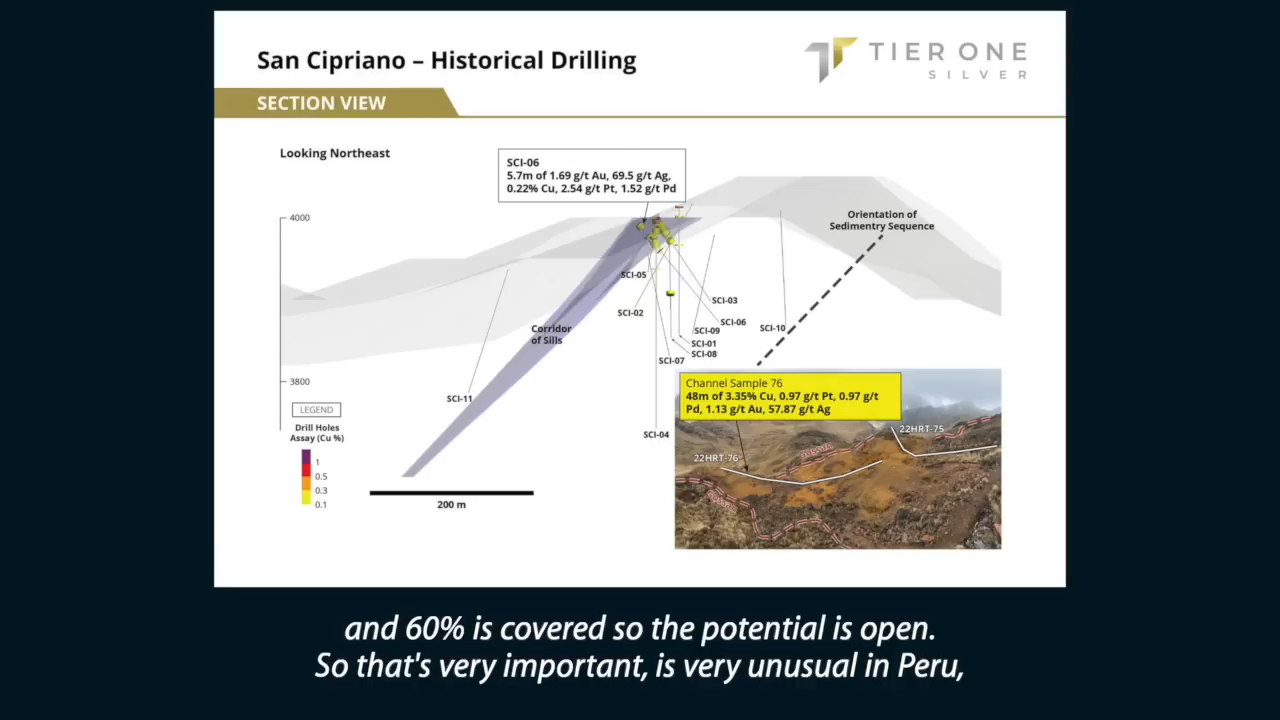 San Cipriano – Historical Drilling
TIER ONE
SILVER
SECTION VIEW
Looking Northeast
SCI-06
5.7m of 1.69 g/t Au, 69.5 g/t Ag,
0.22% Cu, 2.54 g/t Pt, 1.52 g/t Pd
4000
Orientation of
Sedimentry Sequence
SCI-05
SCI-03
SCI-02
SCI-06
SCI-09
SCI-10
Corridor
of Sills
SCI-01
SCI-08
SCI-07
3800
SCI-11
SCI-04
LEGEND
Drill Holes
Assay (Cu %)
1
0.5
0.3
0.1
200 m
Channel Sample 76
48m of 3.35% Cu, 0.97 g/t Pt, 0.97 g/t
Pd, 1.13 g/t Au, 57.87 g/t Ag
22HRT-75
22HRT-76
and 60% is covered so the potential is open.
So that's very important, is very unusual in Peru,